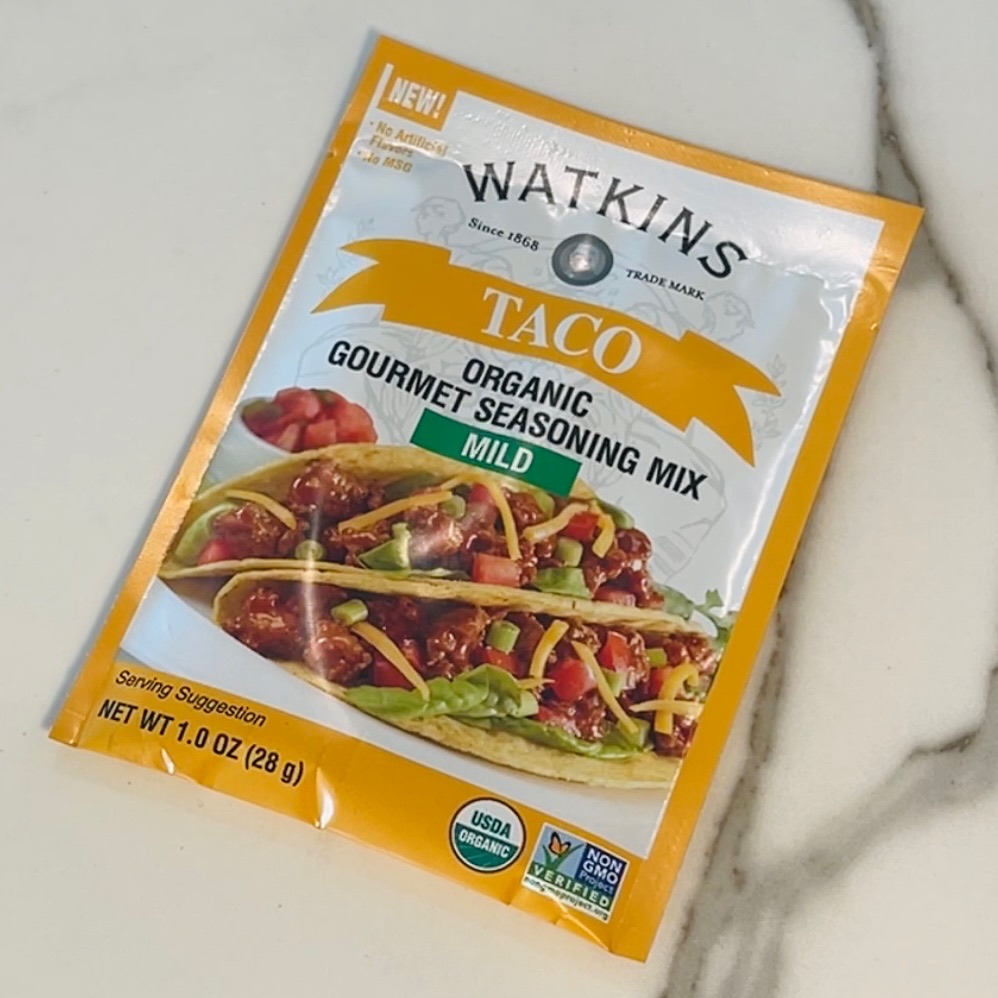 NEW!
• No Artificial
Flavors
• No MSG
WATKINS
Since 1868
TRADE MARK
TACO
ORGANIC
GOURMET SEASONING MIX
MILD
Serving Suggestion
NET WT 1.0 OZ (28 g)
USDA
ORGANIC
NON
GMO
Project
VERIFIED
nongmoproject.org